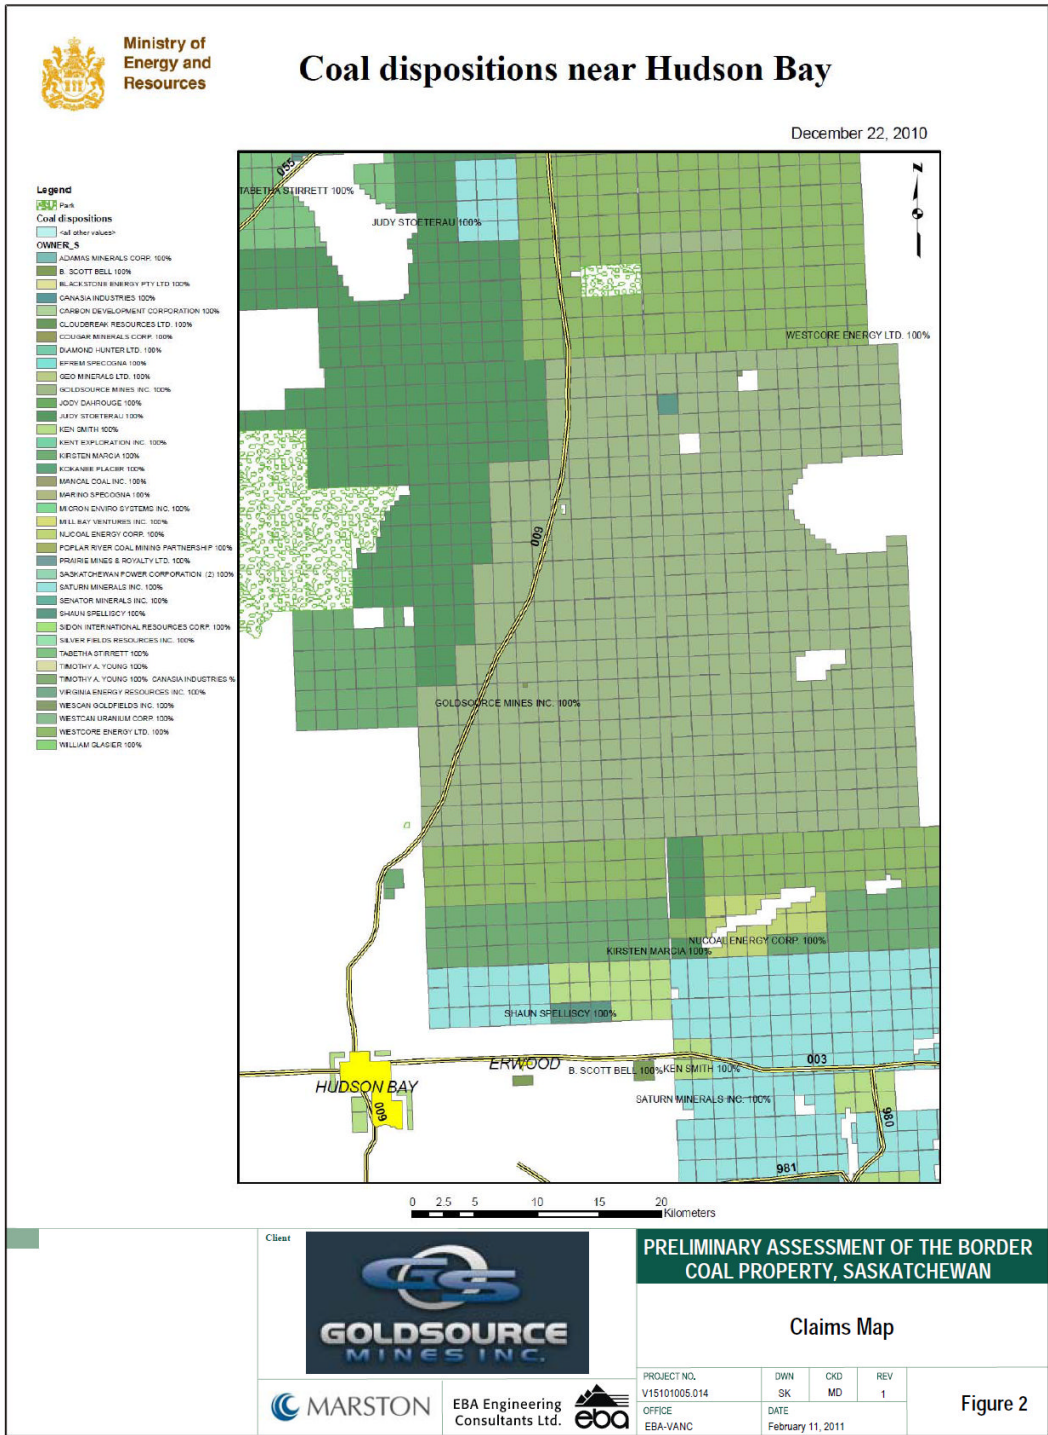 Ministry of
Energy and
Resources
Coal dispositions near Hudson Bay
December 22, 2010
Legend
Park
Coal dispositions
<all other values>
OWNER_S
ADAMAS MINERALS CORP. 100%
B. SCOTT BELL 100%
BLACKSTONE ENERGY PTY LTD 100%
CANASIA INDUSTRIES 100%
CARBON DEVELOPMENT CORPORATION 100%
CLOUDBREAK RESOURCES LTD. 100%
COUGAR MINERALS CORP. 100%
DIAMOND HUNTER LTD. 100%
EFREM SPECOGNA 100%
GEO MINERALS LTD. 100%
GOLDSOURCE MINES INC. 100%
JODY DAHROUGE 100%
JUDY STOETERAU 100%
KEN SMITH 100%
KENT EXPLORATION INC. 100%
KIRSTEN MARCIA 100%
KOKANEE PLACER 100%
MANCAL COAL INC. 100%
MARINO SPECOGNA 100%
MICRON ENVIRO SYSTEMS INC. 100%
MILL BAY VENTURES INC. 100%
NUCOAL ENERGY CORP. 100%
POPLAR RIVER COAL MINING PARTNERSHIP 100%
PRAIRIE MINES & ROYALTY LTD. 100%
SASKATCHEWAN POWER CORPORATION (2) 100%
SATURN MINERALS INC. 100%
SENATOR MINERALS INC. 100%
SHAUN SPELLISCY 100%
SIDON INTERNATIONAL RESOURCES CORP. 100%
SILVER FIELDS RESOURCES INC. 100%
TABETHA STIRRETT 100%
TIMOTHY A. YOUNG 100%
TIMOTHY A. YOUNG 100% CANASIA INDUSTRIES %
VIRGINIA ENERGY RESOURCES INC. 100%
WESCAN GOLDFIELDS INC. 100%
WESTCAN URANIUM CORP. 100%
WESTCORE ENERGY LTD. 100%
WILLIAM GLASIER 100%
055
TABETHA STIRRETT 100%
JUDY STOETERAU 100%
N
WESTCORE ENERGY LTD. 100%
009
GOLDSOURCE MINES INC. 100%
NUCOAL ENERGY CORP. 100%
KIRSTEN MARCIA 100%
SHAUN SPELLISCY 100%
ERWOOD
003
B. SCOTT BELL 100%
KEN SMITH 100%
HUDSON BAY
SATURN MINERALS INC. 100%
009
980
981
0 2.5 5 10 15 20
Kilometers
Client
GS
GOLDSOURCE
MINES INC.
MARSTON
EBA Engineering
Consultants Ltd.
eba
PRELIMINARY ASSESSMENT OF THE BORDER
COAL PROPERTY, SASKATCHEWAN
Claims Map
PROJECT NO. DWN CKD REV
V15101005.014 SK MD 1
OFFICE DATE
EBA-VANC February 11, 2011
Figure 2